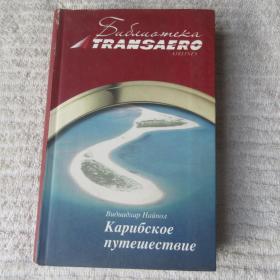 Библиотека
TRANSAERO
AIRLINES
Видиадхар Найпол
Карибское
путешествие